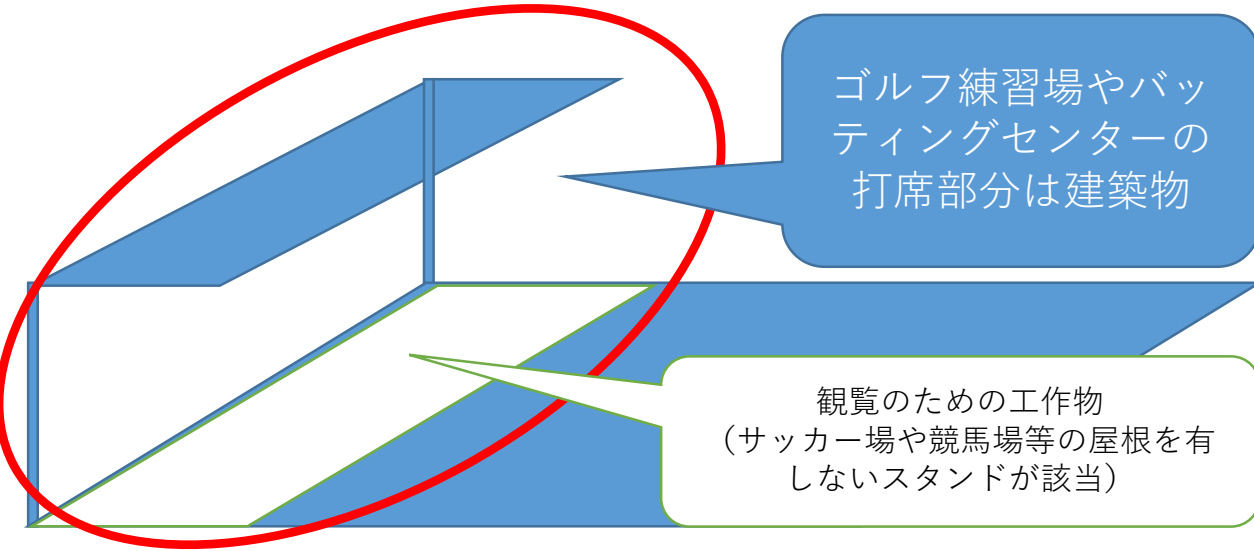 ゴルフ練習場やバッ
ティングセンターの
打席部分は建築物
観覧のための工作物
（サッカー場や競馬場等の屋根を有
しないスタンドが該当）